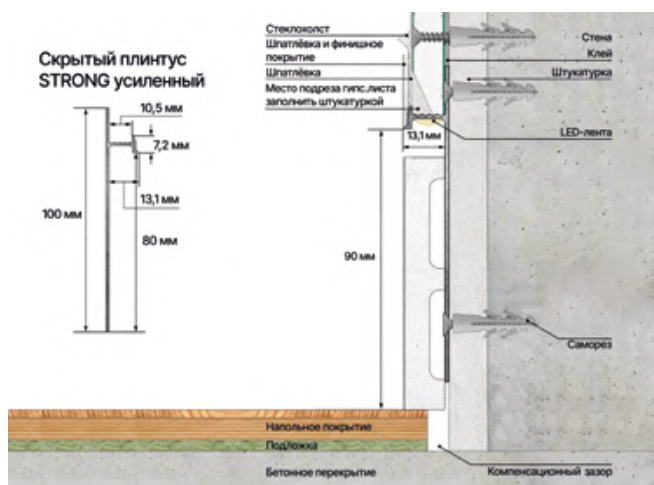 Скрытый плинтус
STRONG усиленный
10,5 мм
7,2 мм
13,1 мм
100 мм
80 мм
Стеклохолст
Шпатлёвка и финишное
покрытие
Шпатлёвка
Место подреза гипс.листа
заполнить штукатуркой
13,1мм
90 мм
Стена
Клей
Штукатурка
LED-лента
Саморез
Напольное покрытие
Подложка
Бетонное перекрытие
Компенсационный зазор